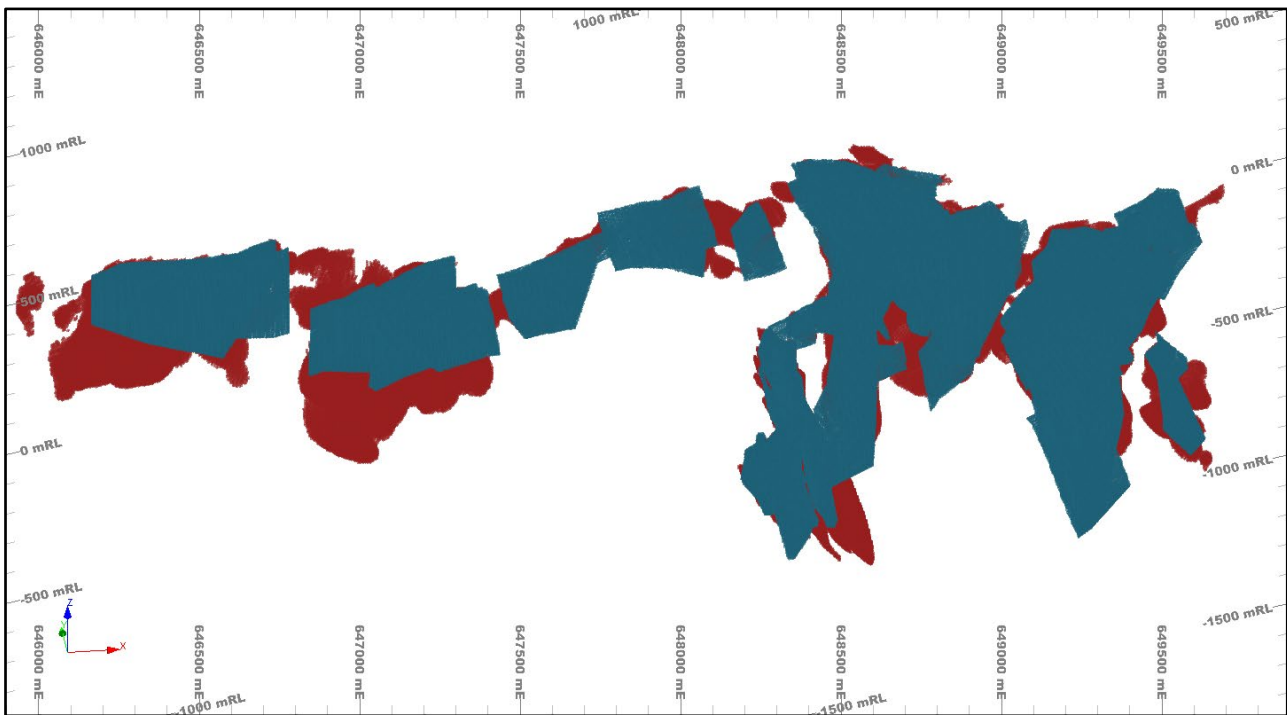 1000 mRL
500 mRL
646000 mE
646500 mE
647000 mE
647500 mE
648000 mE
648500 mE
649000 mE
649500 mE
1000 mRL
0 mRL
500 mRL
-500 mRL
0 mRL
-1000 mRL
-500 mRL
-1500 mRL
Z
Y
X
646000 mE
646500 mE
647000 mE
647500 mE
648000 mE
648500 mE
649000 mE
649500 mE
-1000 mRL
-1500 mRL